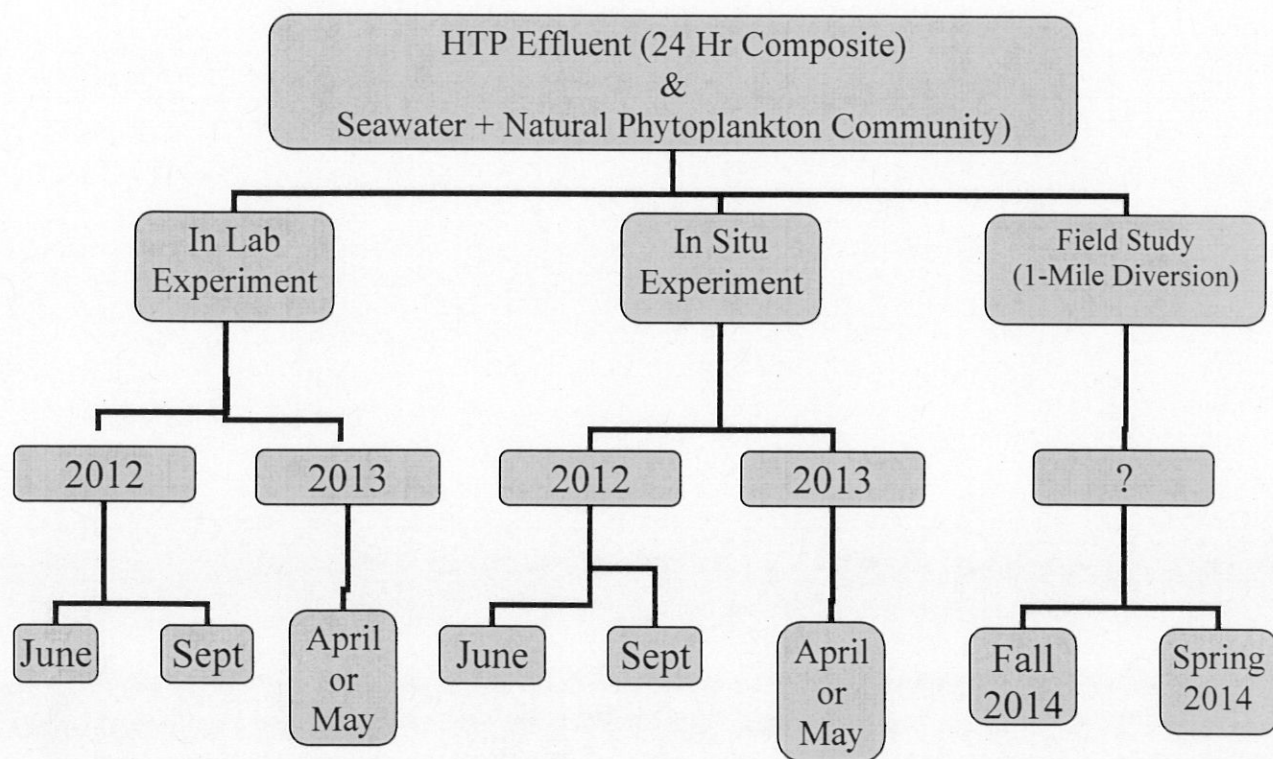 HTP Effluent (24 Hr Composite)
&
Seawater + Natural Phytoplankton Community)
In Lab
Experiment
In Situ
Experiment
Field Study
(1-Mile Diversion)
2012
2013
2012
2013
?
June
Sept
April
or
May
June
Sept
April
or
May
Fall
2014
Spring
2014